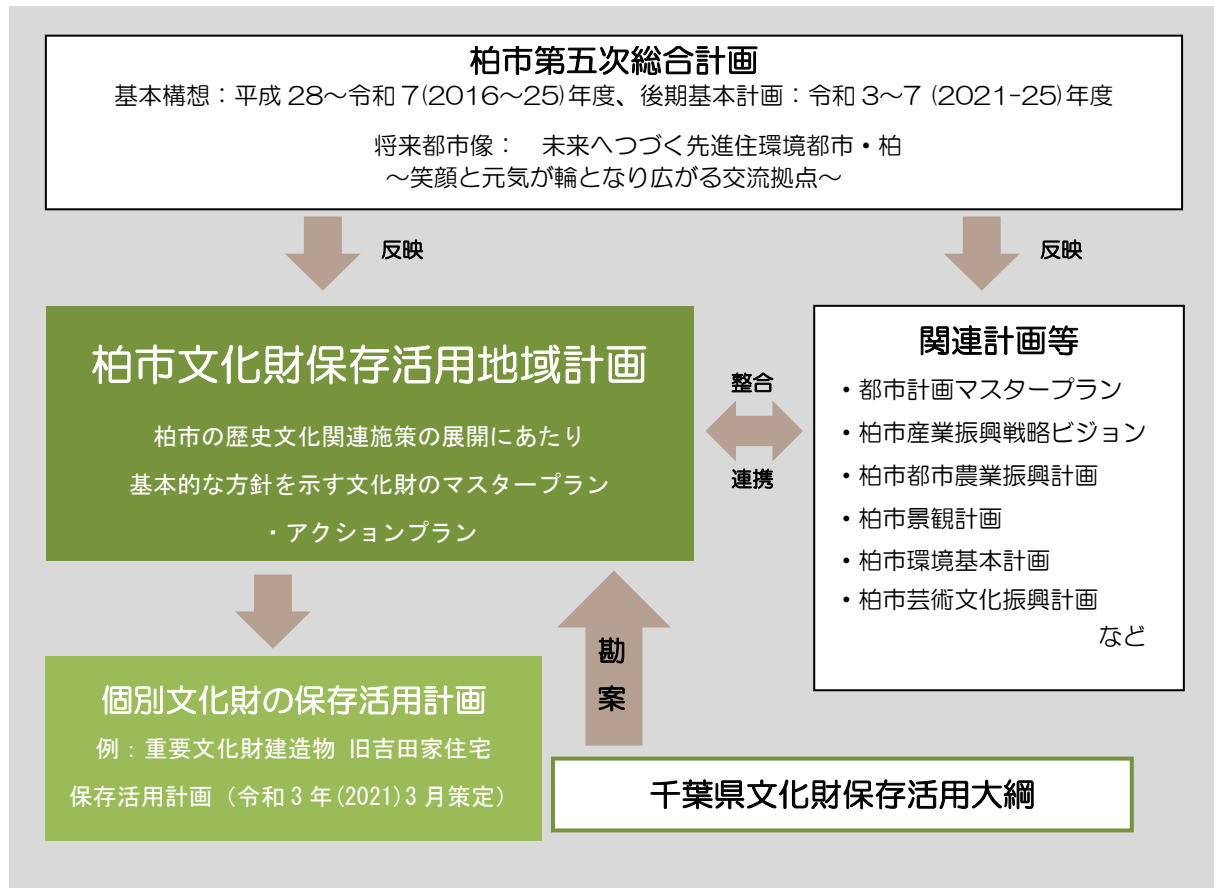 柏市第五次総合計画
基本構想：平成 28～令和 7(2016～25)年度、後期基本計画：令和 3～7 (2021-25)年度
将来都市像：　未来へつづく先進住環境都市・柏
～笑顔と元気が輪となり広がる交流拠点～
反映
反映
柏市文化財保存活用地域計画
柏市の歴史文化関連施策の展開にあたり
基本的な方針を示す文化財のマスタープラン
・アクションプラン
整合
連携
関連計画等
・都市計画マスタープラン
・柏市産業振興戦略ビジョン
・柏市都市農業振興計画
・柏市景観計画
・柏市環境基本計画
・柏市芸術文化振興計画
など
勘
案
個別文化財の保存活用計画
例：重要文化財建造物 旧吉田家住宅
保存活用計画（令和 3 年(2021)3 月策定）
千葉県文化財保存活用大綱